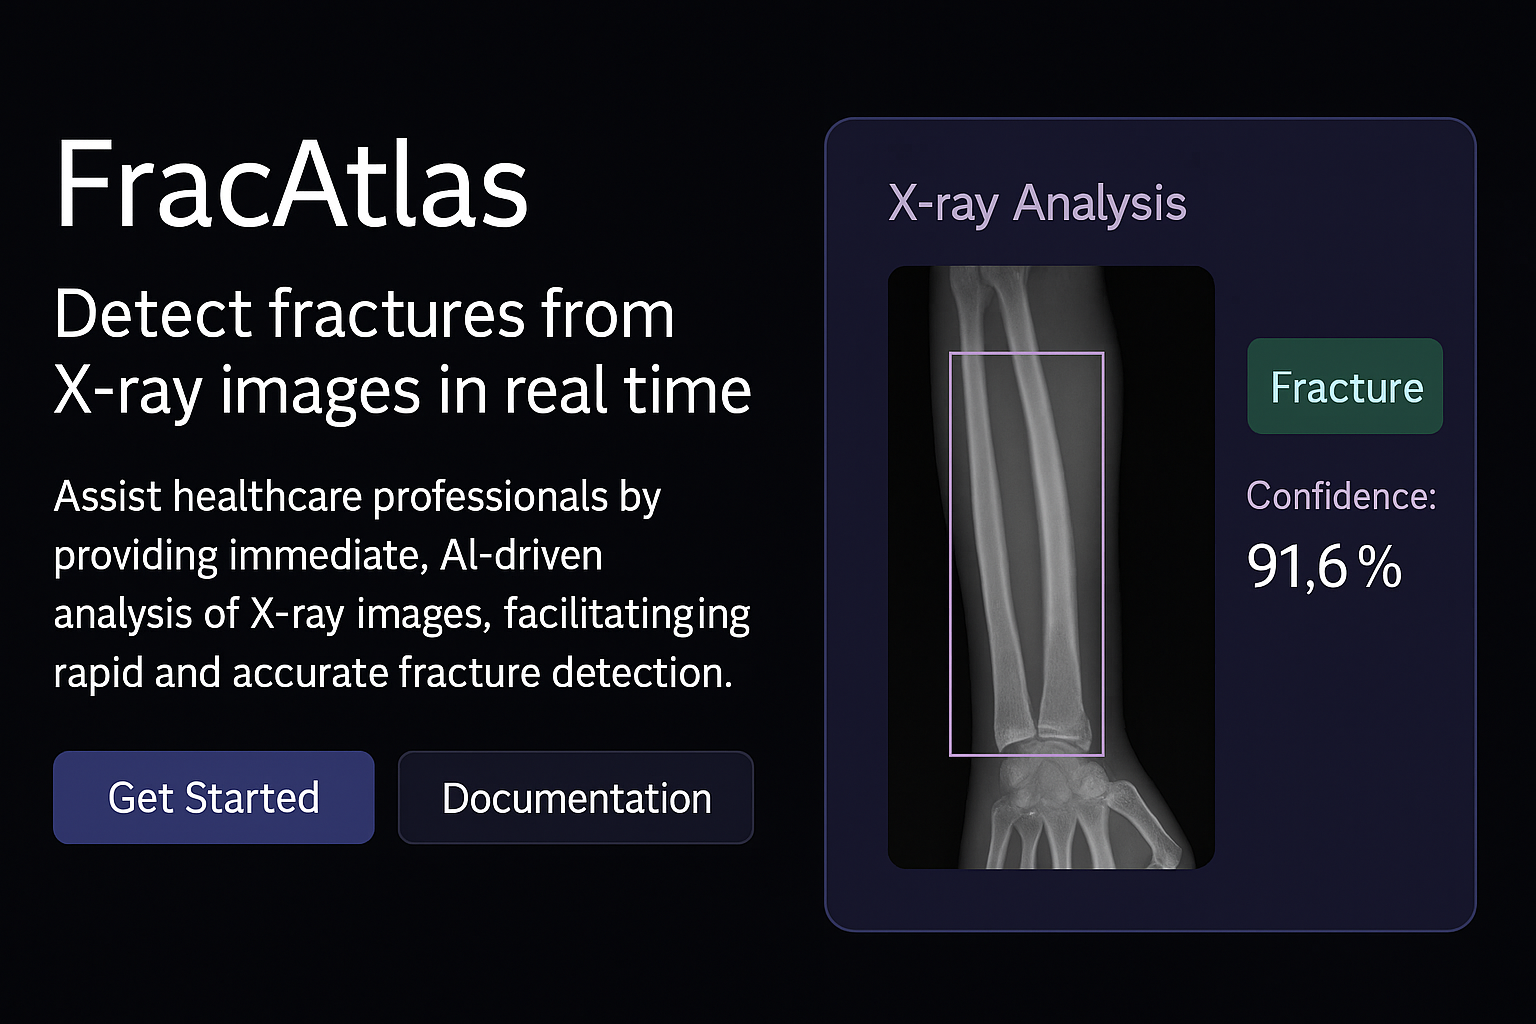 FracAtlas
Detect fractures from
X-ray images in real time
Assist healthcare professionals by
providing immediate, AI-driven
analysis of X-ray images, facilitatinging
rapid and accurate fracture detection.
Get Started
Documentation
X-ray Analysis
Fracture
Confidence:
91,6 %